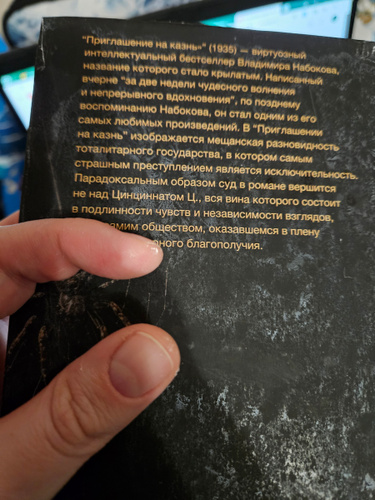 "Приглашение на казнь" (1935) — виртуозный
интеллектуальный бестселлер Владимира Набокова,
название которого стало крылатым. Написанный
вчерне "за две недели чудесного волнения
и непрерывного вдохновения", по позднему
воспоминанию Набокова, он стал одним из его
самых любимых произведений. В "Приглашении
на казнь" изображается мещанская разновидность
тоталитарного государства, в котором самым
страшным преступлением является исключительность.
Парадоксальным образом суд в романе вершится
не над Цинциннатом Ц., вся вина которого состоит
в подлинности чувств и независимости взглядов,
обществом, оказавшемся в плену
благополучия.